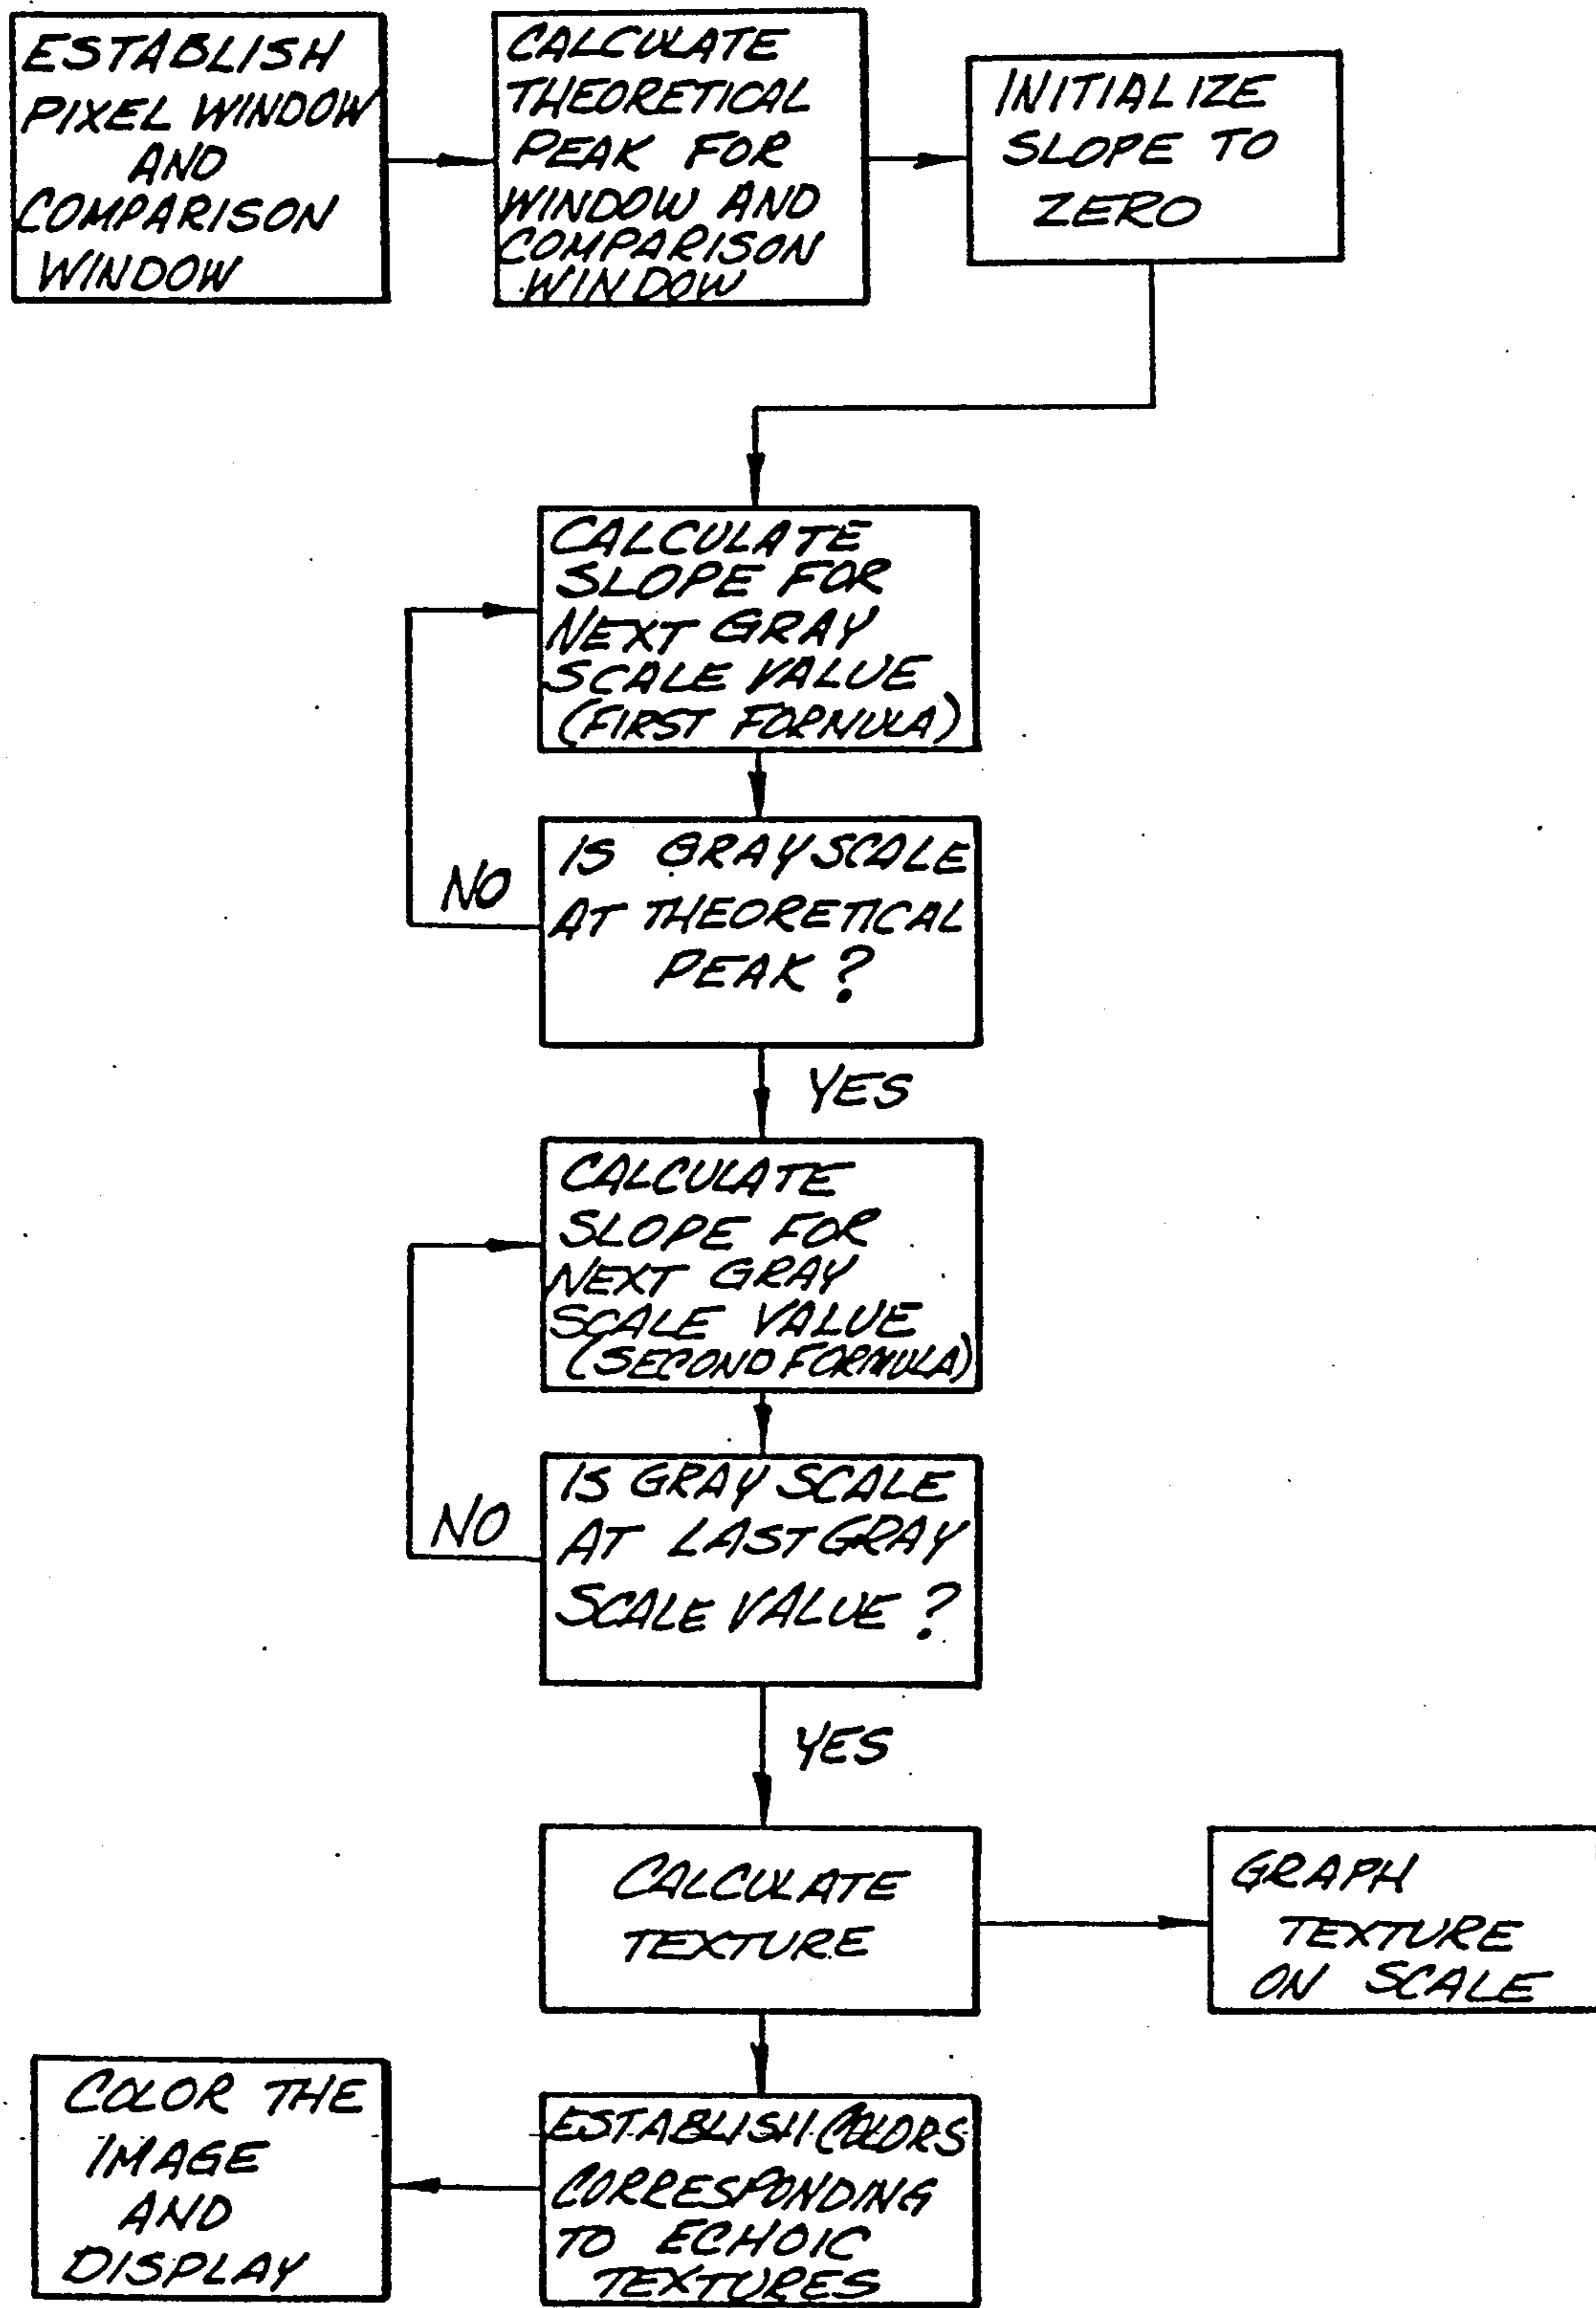 ESTABLISH
PIXEL WINDOW
AND
COMPARISON
WINDOW
CALCULATE
THEORETICAL
PEAK FOR
WINDOW AND
COMPARISON
WINDOW
INITIALIZE
SLOPE TO
ZERO
CALCULATE
SLOPE FOR
NEXT GRAY
SCALE VALUE
(FIRST FORMULA)
NO
IS GRAY SCALE
AT THEORETICAL
PEAK ?
YES
CALCULATE
SLOPE FOR
NEXT GRAY
SCALE VALUE
(SECOND FORMULA)
NO
IS GRAY SCALE
AT LAST GRAY
SCALE VALUE ?
YES
CALCULATE
TEXTURE
GRAPH
TEXTURE
ON SCALE
ESTABLISH COLORS
CORRESPONDING
TO ECHOIC
TEXTURES
COLOR THE
IMAGE
AND
DISPLAY